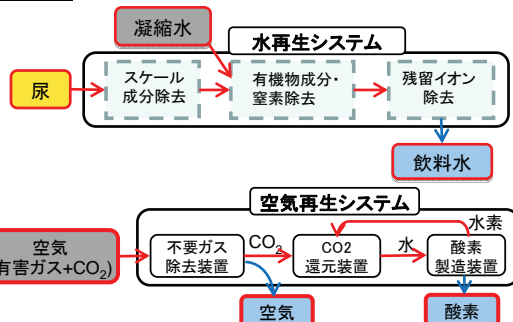 凝縮水
水再生システム
尿
スケール
成分除去
有機物成分・
窒素除去
残留イオン
除去
飲料水
空気再生システム
水素
空気
有害ガス+CO₂)
不要ガス
除去装置
CO₂
CO2
還元装置
水
酸素
製造装置
空気
酸素